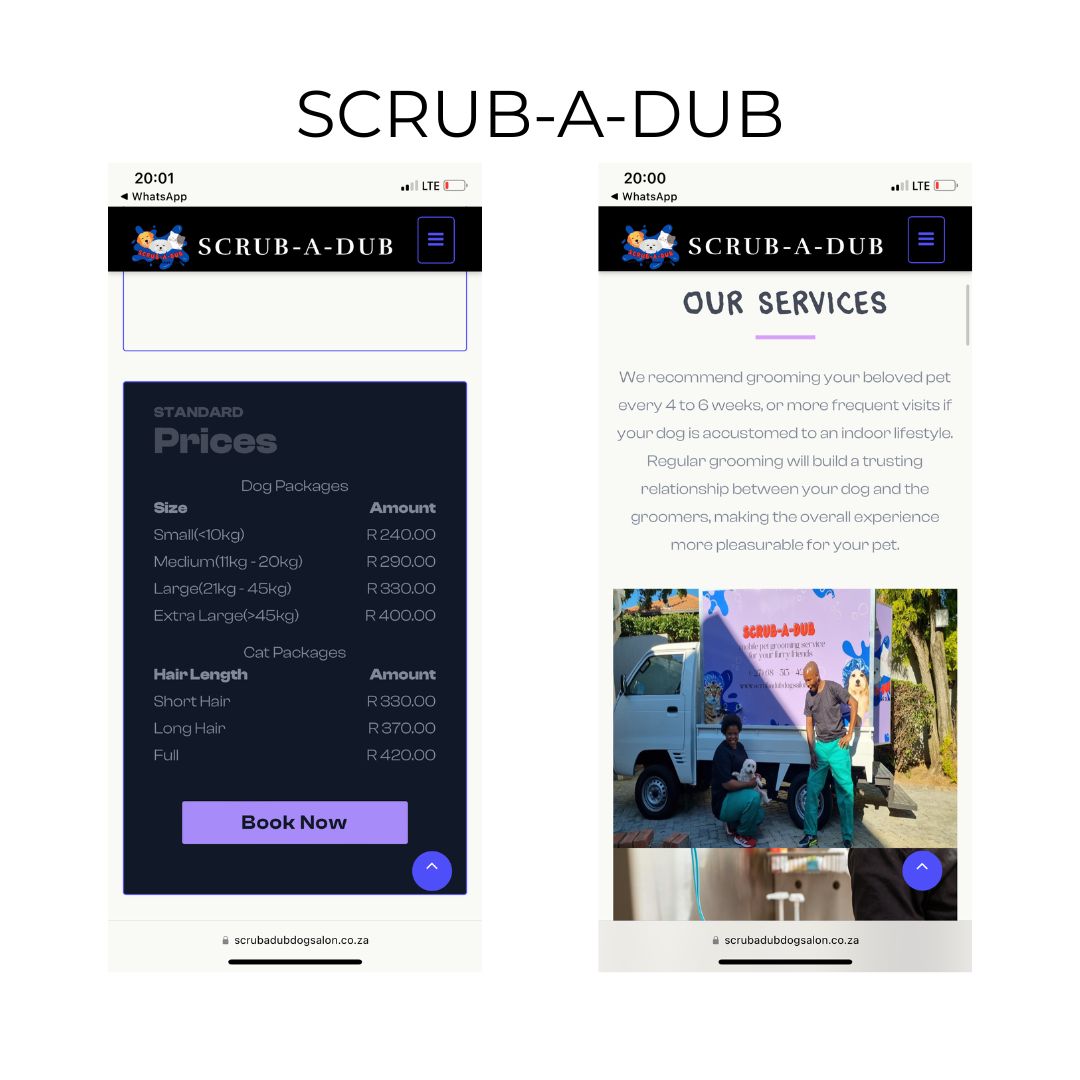 SCRUB-A-DUB
20:01
LTE
◀ WhatsApp
SCRUB-A-DUB
SCRUB-A-DUB
STANDARD
Prices
Dog Packages
Size Amount
Small(<10kg) R 240.00
Medium(11kg - 20kg) R 290.00
Large(21kg - 45kg) R 330.00
Extra Large(>45kg) R 400.00
Cat Packages
Hair Length Amount
Short Hair R 330.00
Long Hair R 370.00
Full R 420.00
Book Now
scrubadubdogsalon.co.za
20:00
LTE
◀ WhatsApp
SCRUB-A-DUB
SCRUB-A-DUB
OUR SERVICES
We recommend grooming your beloved pet
every 4 to 6 weeks, or more frequent visits if
your dog is accustomed to an indoor lifestyle.
Regular grooming will build a trusting
relationship between your dog and the
groomers, making the overall experience
more pleasurable for your pet.
SCRUB-A-DUB
mobile pet grooming service
for your furry friends
scrubadubdogsalon.co.za